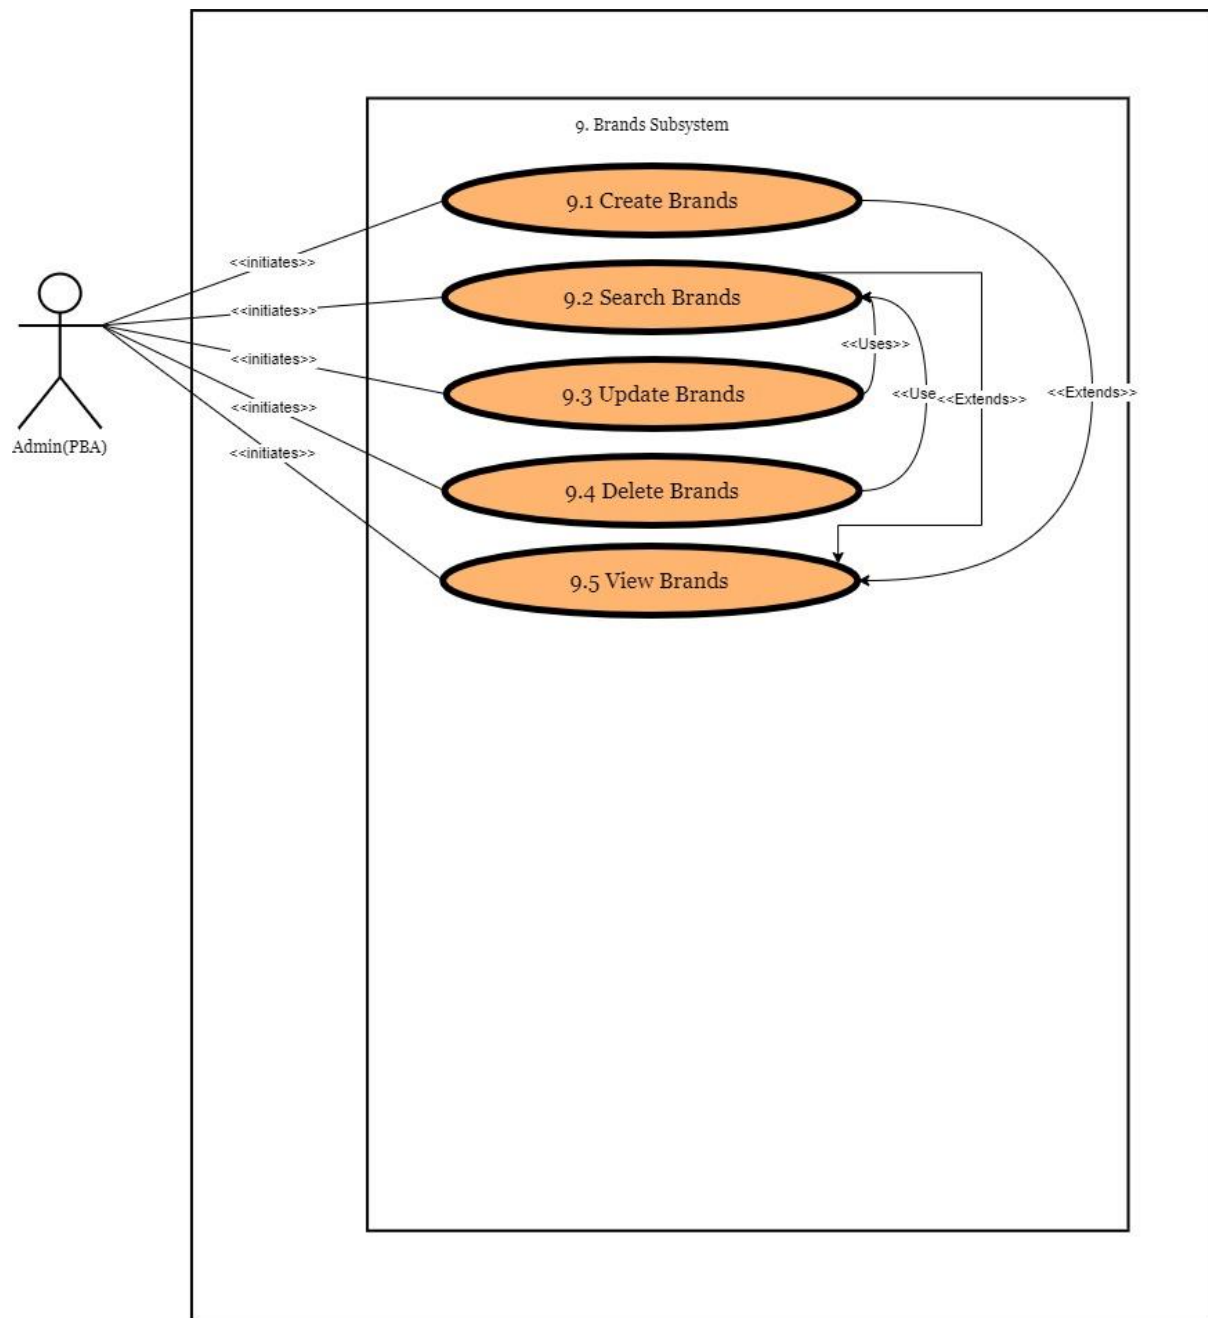 9. Brands Subsystem
9.1 Create Brands
<<initiates>>
9.2 Search Brands
<<initiates>>
<<Uses>>
<<initiates>>
9.3 Update Brands
<<Use
<<Extends>>
<<Extends>>
<<initiates>>
Admin(PBA)
<<initiates>>
9.4 Delete Brands
9.5 View Brands